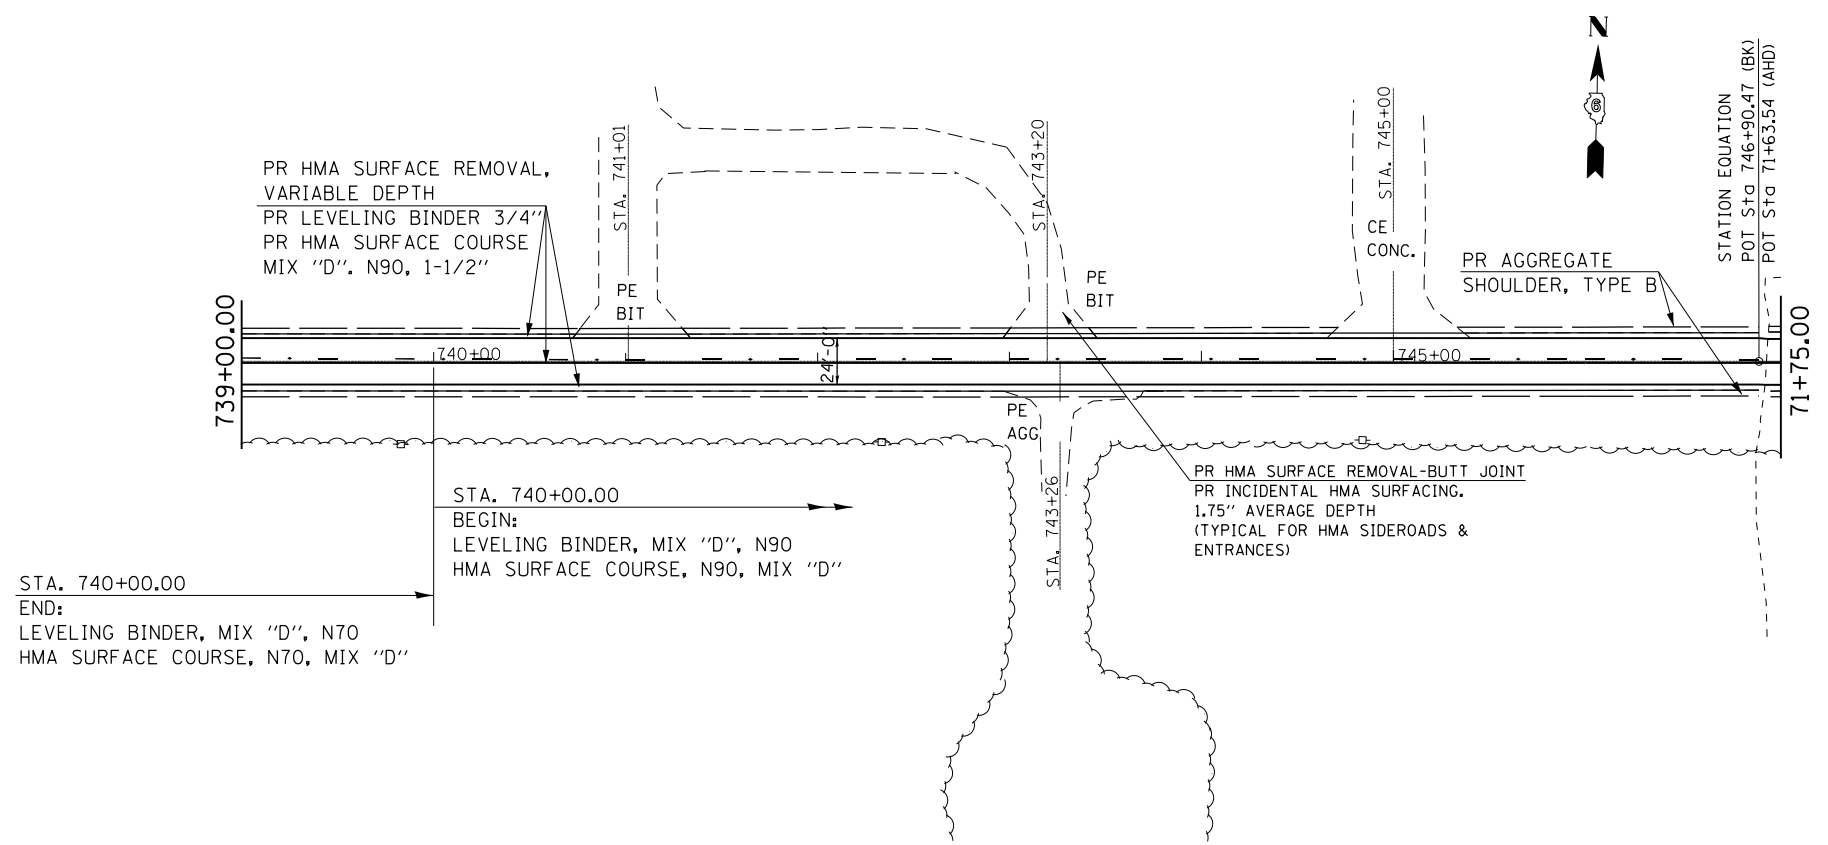 N
6
STATION EQUATION
POT Sta 746+90.47 (BK)
POT Sta 71+63.54 (AHD)
STA. 741+01
STA. 743+20
STA. 745+00
PR HMA SURFACE REMOVAL,
VARIABLE DEPTH
PR LEVELING BINDER 3/4"
PR HMA SURFACE COURSE
MIX "D". N90, 1-1/2"
CE
CONC.
PR AGGREGATE
SHOULDER, TYPE B
PE
BIT
PE
BIT
739+00.00
740+00
24'-0"
745+00
71+75.00
PE
AGG
STA. 743+26
PR HMA SURFACE REMOVAL-BUTT JOINT
PR INCIDENTAL HMA SURFACING.
1.75" AVERAGE DEPTH
(TYPICAL FOR HMA SIDEROADS &
ENTRANCES)
STA. 740+00.00
BEGIN:
LEVELING BINDER, MIX "D", N90
HMA SURFACE COURSE, N90, MIX "D"
STA. 740+00.00
END:
LEVELING BINDER, MIX "D", N70
HMA SURFACE COURSE, N70, MIX "D"